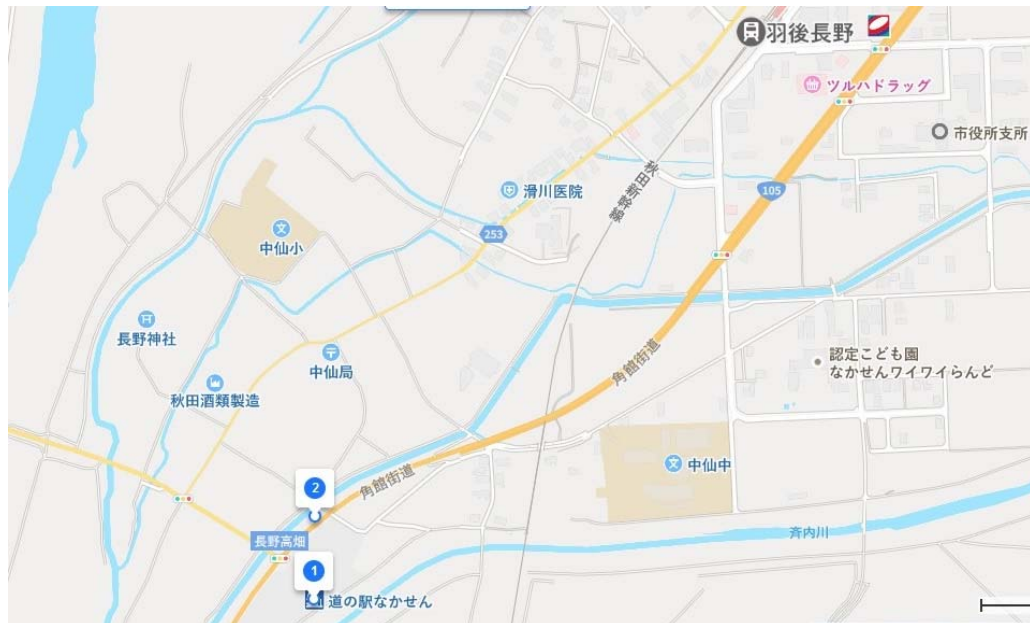 羽後長野
ツルハドラッグ
市役所支所
105
秋田新幹線
滑川医院
253
文
中仙小
長野神社
中仙局
秋田酒類製造
角館街道
認定こども園
なかせんワイワイらんど
文
中仙中
角館街道
2
斉内川
長野高畑
1
道の駅なかせん